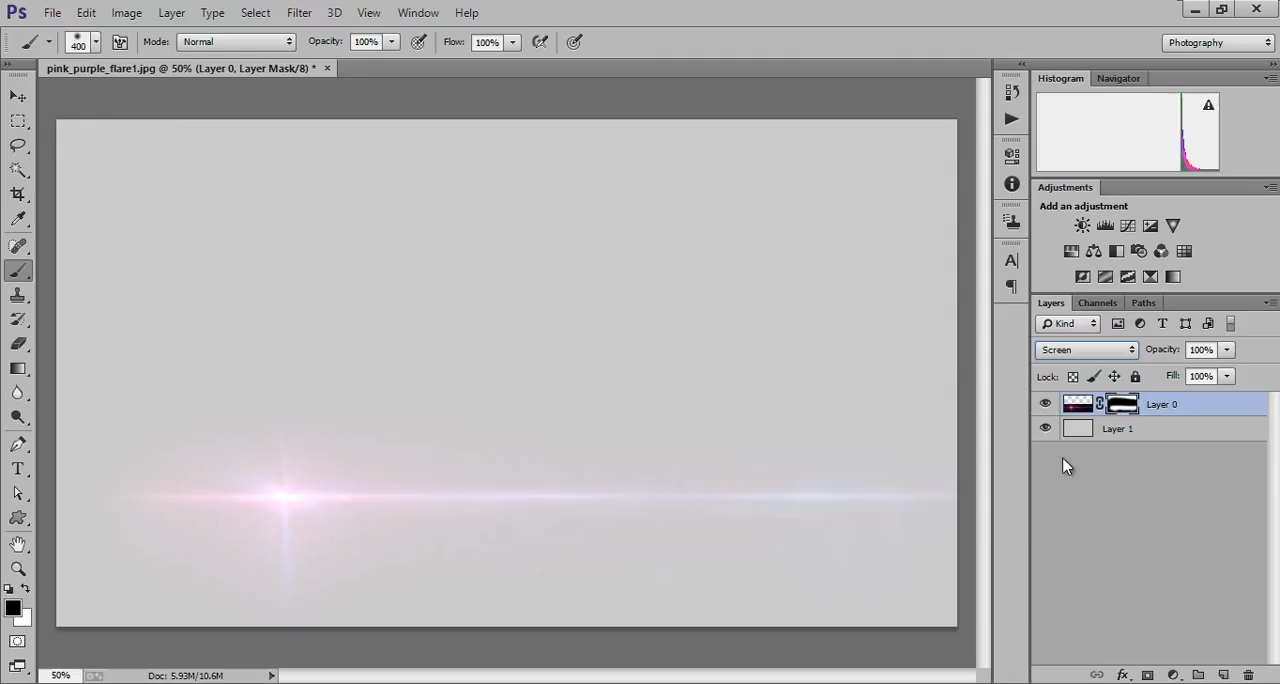 Ps File Edit Image Layer Type Select Filter 3D View Window Help
400 Mode: Normal Opacity: 100% Flow: 100% Photography
pink_purple_flare1.jpg @ 50% (Layer 0, Layer Mask/8) * ×
Histogram Navigator
Adjustments
Add an adjustment
Layers Channels Paths
Kind
Screen Opacity: 100%
Lock: Fill: 100%
Layer 0
Layer 1
50% Doc: 5.93M/10.6M